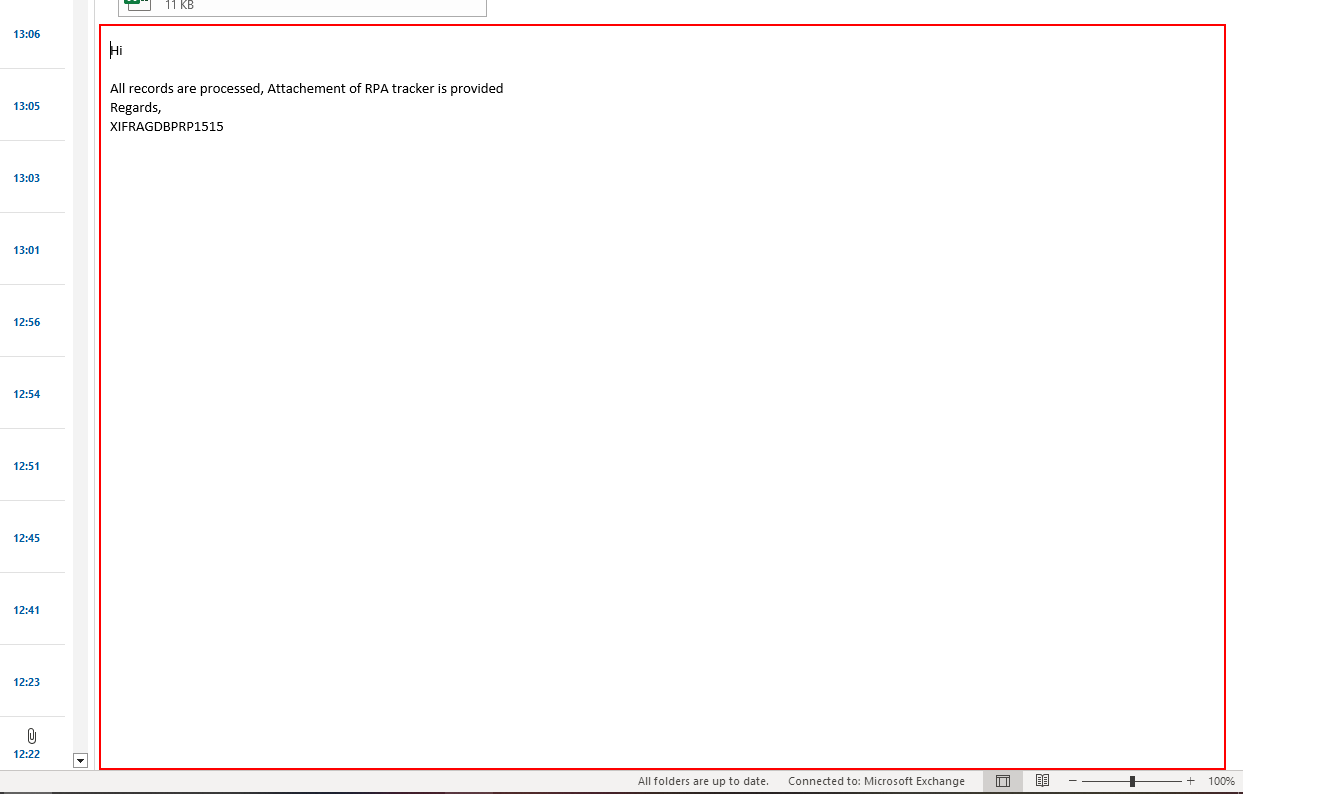 11 KB
13:06
13:05
13:03
13:01
12:56
12:54
12:51
12:45
12:41
12:23
12:22
Hi
All records are processed, Attachement of RPA tracker is provided
Regards,
XIFRAGDBPRP1515
All folders are up to date. Connected to: Microsoft Exchange 100%